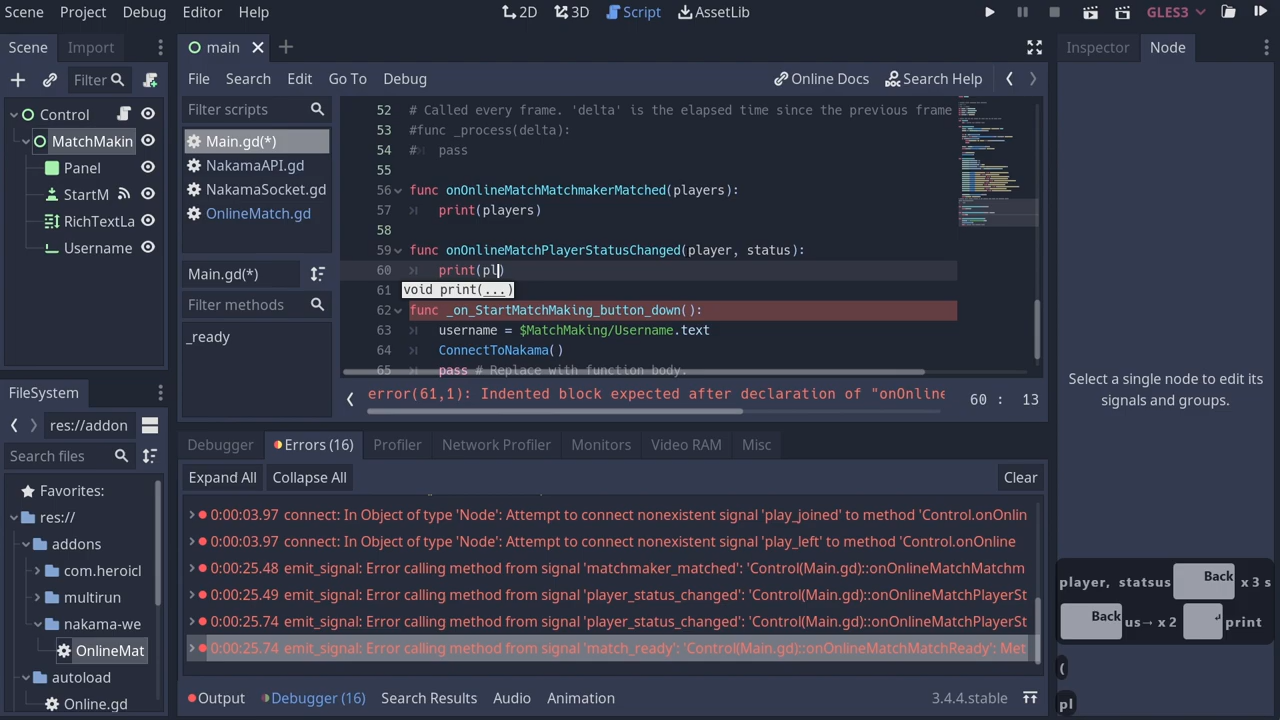 Scene Project Debug Editor Help 2D 3D Script AssetLib GLES3
Scene Import main Inspector Node
Filter File Search Edit Go To Debug Online Docs Search Help
Control
MatchMakin
Panel
StartM
RichTextLa
Username
Filter scripts
Main.gd(*)
NakamaAPI.gd
NakamaSocket.gd
OnlineMatch.gd
Main.gd(*)
Filter methods
_ready
52 # Called every frame. 'delta' is the elapsed time since the previous frame
53 #func _process(delta):
54 # pass
55
56 func onOnlineMatchMatchmakerMatched(players):
57 print(players)
58
59 func onOnlineMatchPlayerStatusChanged(player, status):
60 print(pl)
61 void print(...)
62 func _on_StartMatchMaking_button_down():
63 username = $MatchMaking/Username.text
64 ConnectToNakama()
65 pass # Replace with function body.
error(61,1): Indented block expected after declaration of "onOnline
60 : 13
Select a single node to edit its
signals and groups.
FileSystem
res://addon
Search files
Favorites:
res://
addons
com.heroicl
multirun
nakama-we
OnlineMat
autoload
Online.gd
Debugger Errors (16) Profiler Network Profiler Monitors Video RAM Misc
Expand All Collapse All Clear
0:00:03.97 connect: In Object of type 'Node': Attempt to connect nonexistent signal 'play_joined' to method 'Control.onOnlin
0:00:03.97 connect: In Object of type 'Node': Attempt to connect nonexistent signal 'play_left' to method 'Control.onOnline
0:00:25.48 emit_signal: Error calling method from signal 'matchmaker_matched': 'Control(Main.gd)::onOnlineMatchMatchm
0:00:25.49 emit_signal: Error calling method from signal 'player_status_changed': 'Control(Main.gd)::onOnlineMatchPlayerSt
0:00:25.74 emit_signal: Error calling method from signal 'player_status_changed': 'Control(Main.gd)::onOnlineMatchPlayerSt
0:00:25.74 emit_signal: Error calling method from signal 'match_ready': 'Control(Main.gd)::onOnlineMatchMatchReady': Met
Output Debugger (16) Search Results Audio Animation 3.4.4.stable
player, statsus Back x 3 s
Back us→ x 2 print
(
pl